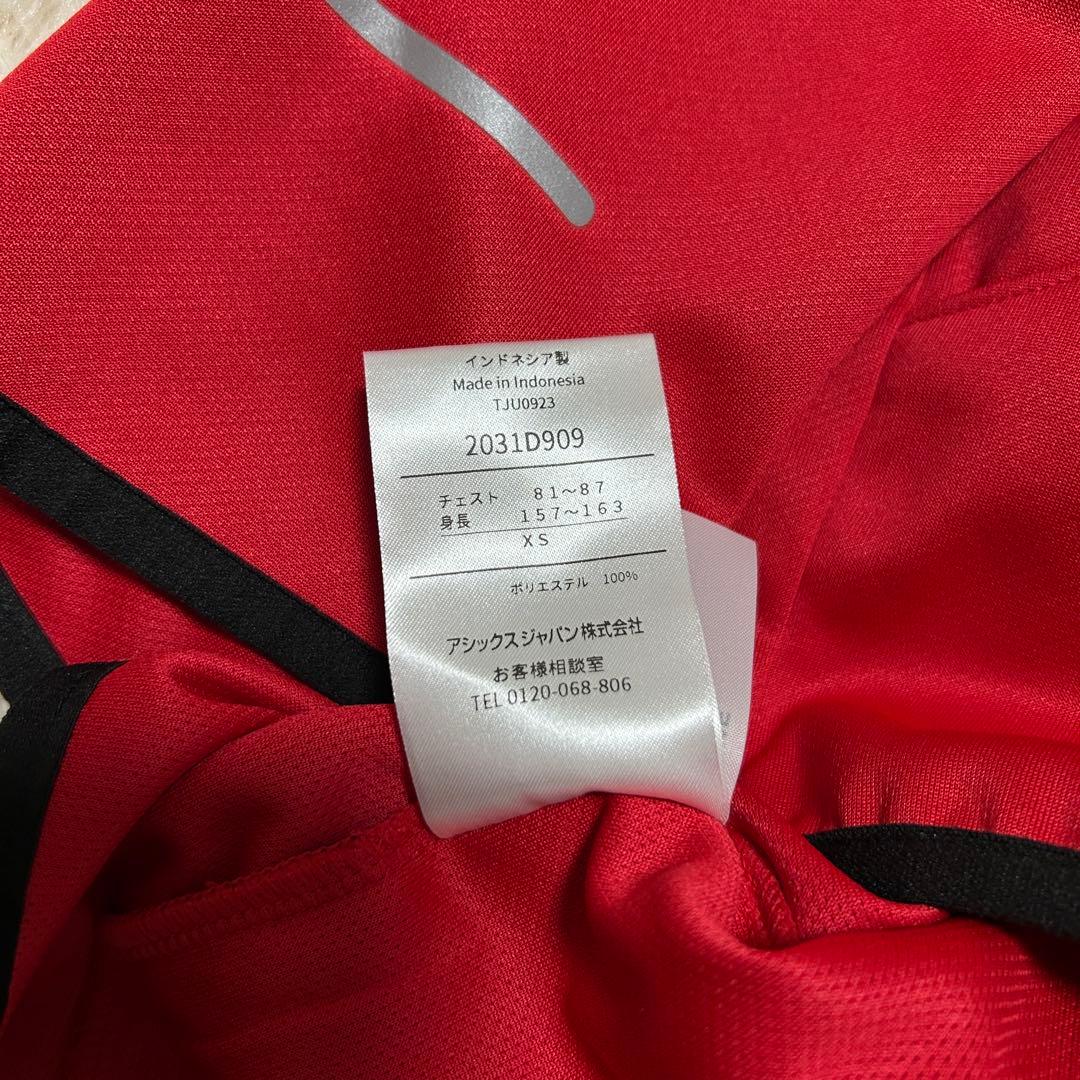 インドネシア製
Made in Indonesia
TJU0923
2031D909
チェスト 81～87
身長 157～163
XS
ポリエステル 100%
アシックスジャパン株式会社
お客様相談室
TEL 0120-068-806